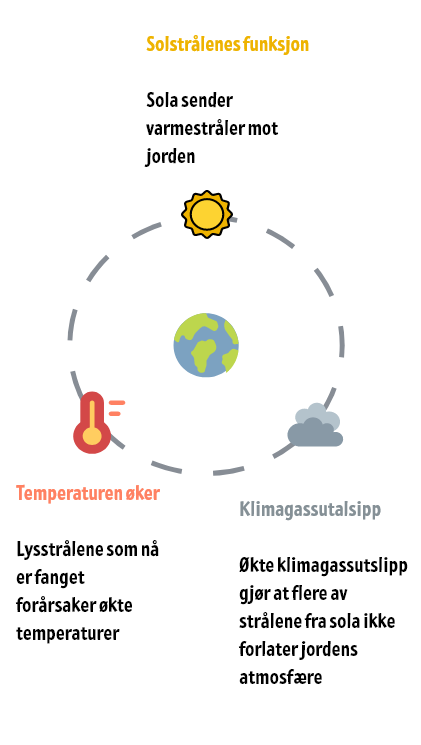 Solstrålenes funksjon
Sola sender
varmestråler mot
jorden
Temperaturen øker
Lysstrålene som nå
er fanget
forårsaker økte
temperaturer
Klimagassutalsipp
Økte klimagassutslipp
gjør at flere av
strålene fra sola ikke
forlater jordens
atmosfære